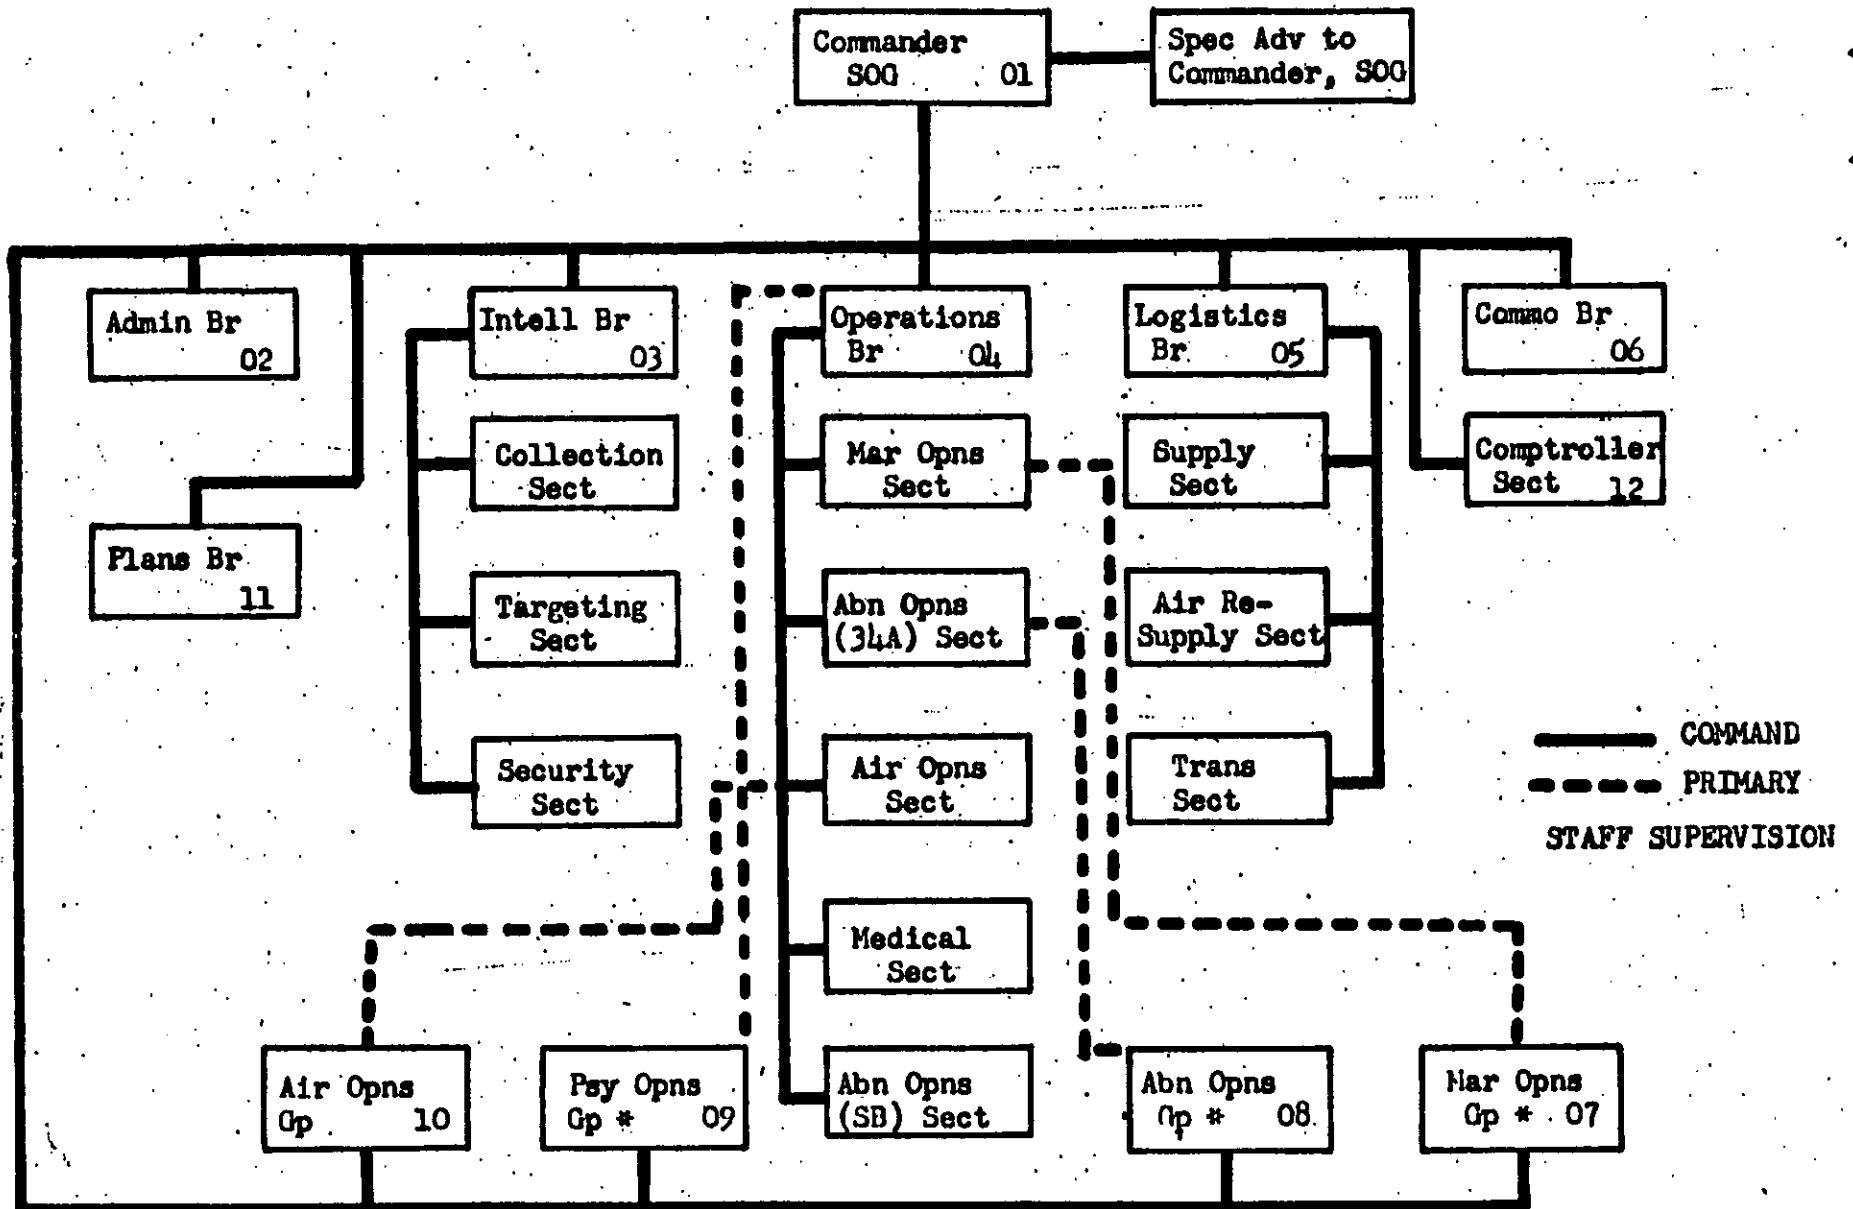 Commander
SOG 01
Spec Adv to
Commander, SOG
Admin Br
02
Intell Br
03
Operations
Br 04
Logistics
Br 05
Commo Br
06
Collection
Sect
Mar Opns
Sect
Supply
Sect
Comptroller
Sect 12
Plans Br
11
Targeting
Sect
Abn Opns
(34A) Sect
Air Re-
Supply Sect
Security
Sect
Air Opns
Sect
Trans
Sect
COMMAND
PRIMARY
STAFF SUPERVISION
Medical
Sect
Air Opns
Gp 10
Psy Opns
Gp * 09
Abn Opns
(SB) Sect
Abn Opns
Gp * 08
Mar Opns
Gp * 07